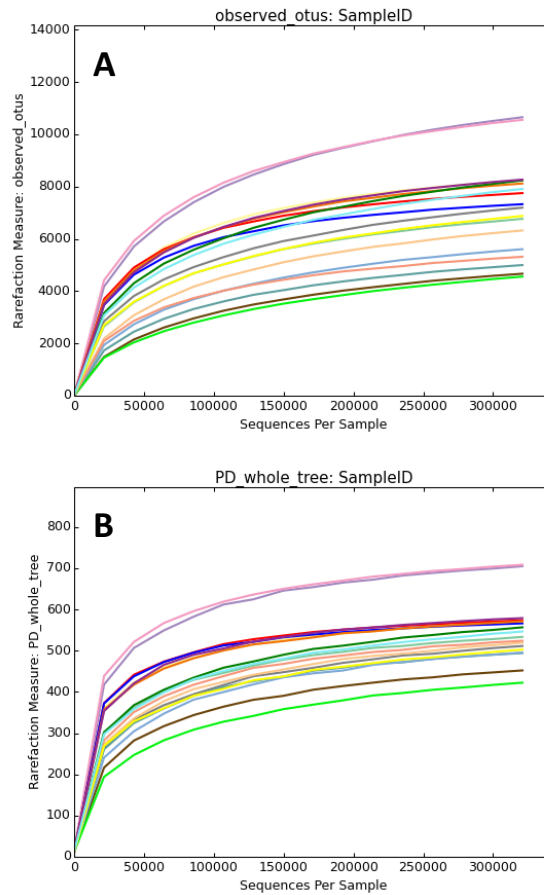 observed_otus: SampleID
14000
A
12000
10000
8000
6000
4000
2000
0
Rarefaction Measure: observed_otus
0 50000 100000 150000 200000 250000 300000
Sequences Per Sample
PD_whole_tree: SampleID
B
800
700
600
500
400
300
200
100
0
Rarefaction Measure: PD_whole_tree
0 50000 100000 150000 200000 250000 300000
Sequences Per Sample